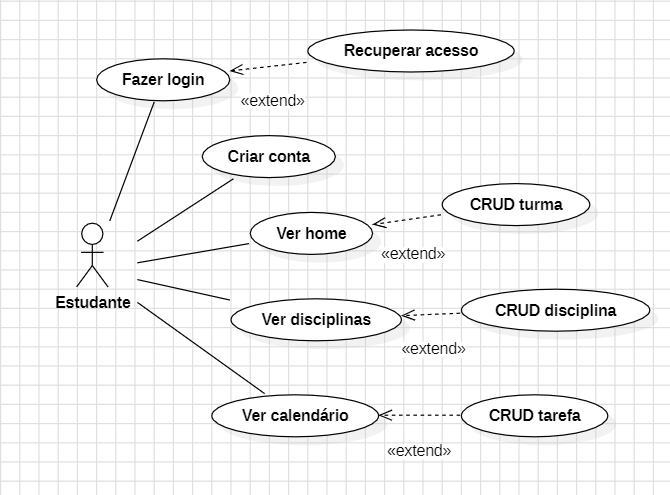 Recuperar acesso
Fazer login
«extend»
Criar conta
CRUD turma
Ver home
«extend»
Estudante
CRUD disciplina
Ver disciplinas
«extend»
Ver calendário
CRUD tarefa
«extend»